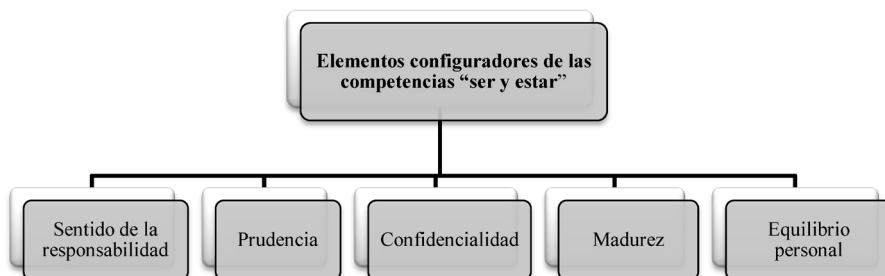 Elementos configuradores de las
competencias “ser y estar”
Sentido de la
responsabilidad
Prudencia
Confidencialidad
Madurez
Equilibrio
personal